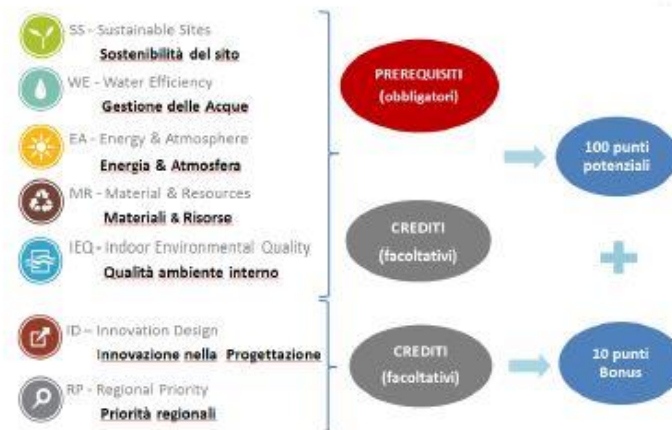 SS - Sustainable Sites
Sostenibilità del sito
WE - Water Efficiency
Gestione delle Acque
EA - Energy & Atmosphere
Energia & Atmosfera
MR - Material & Resources
Materiali & Risorse
IEQ - Indoor Environmental Quality
Qualità ambiente interno
ID – Innovation Design
Innovazione nella Progettazione
RP - Regional Priority
Priorità regionali
PREREQUISITI
(obbligatori)
CREDITI
(facoltativi)
CREDITI
(facoltativi)
100 punti
potenziali
10 punti
Bonus